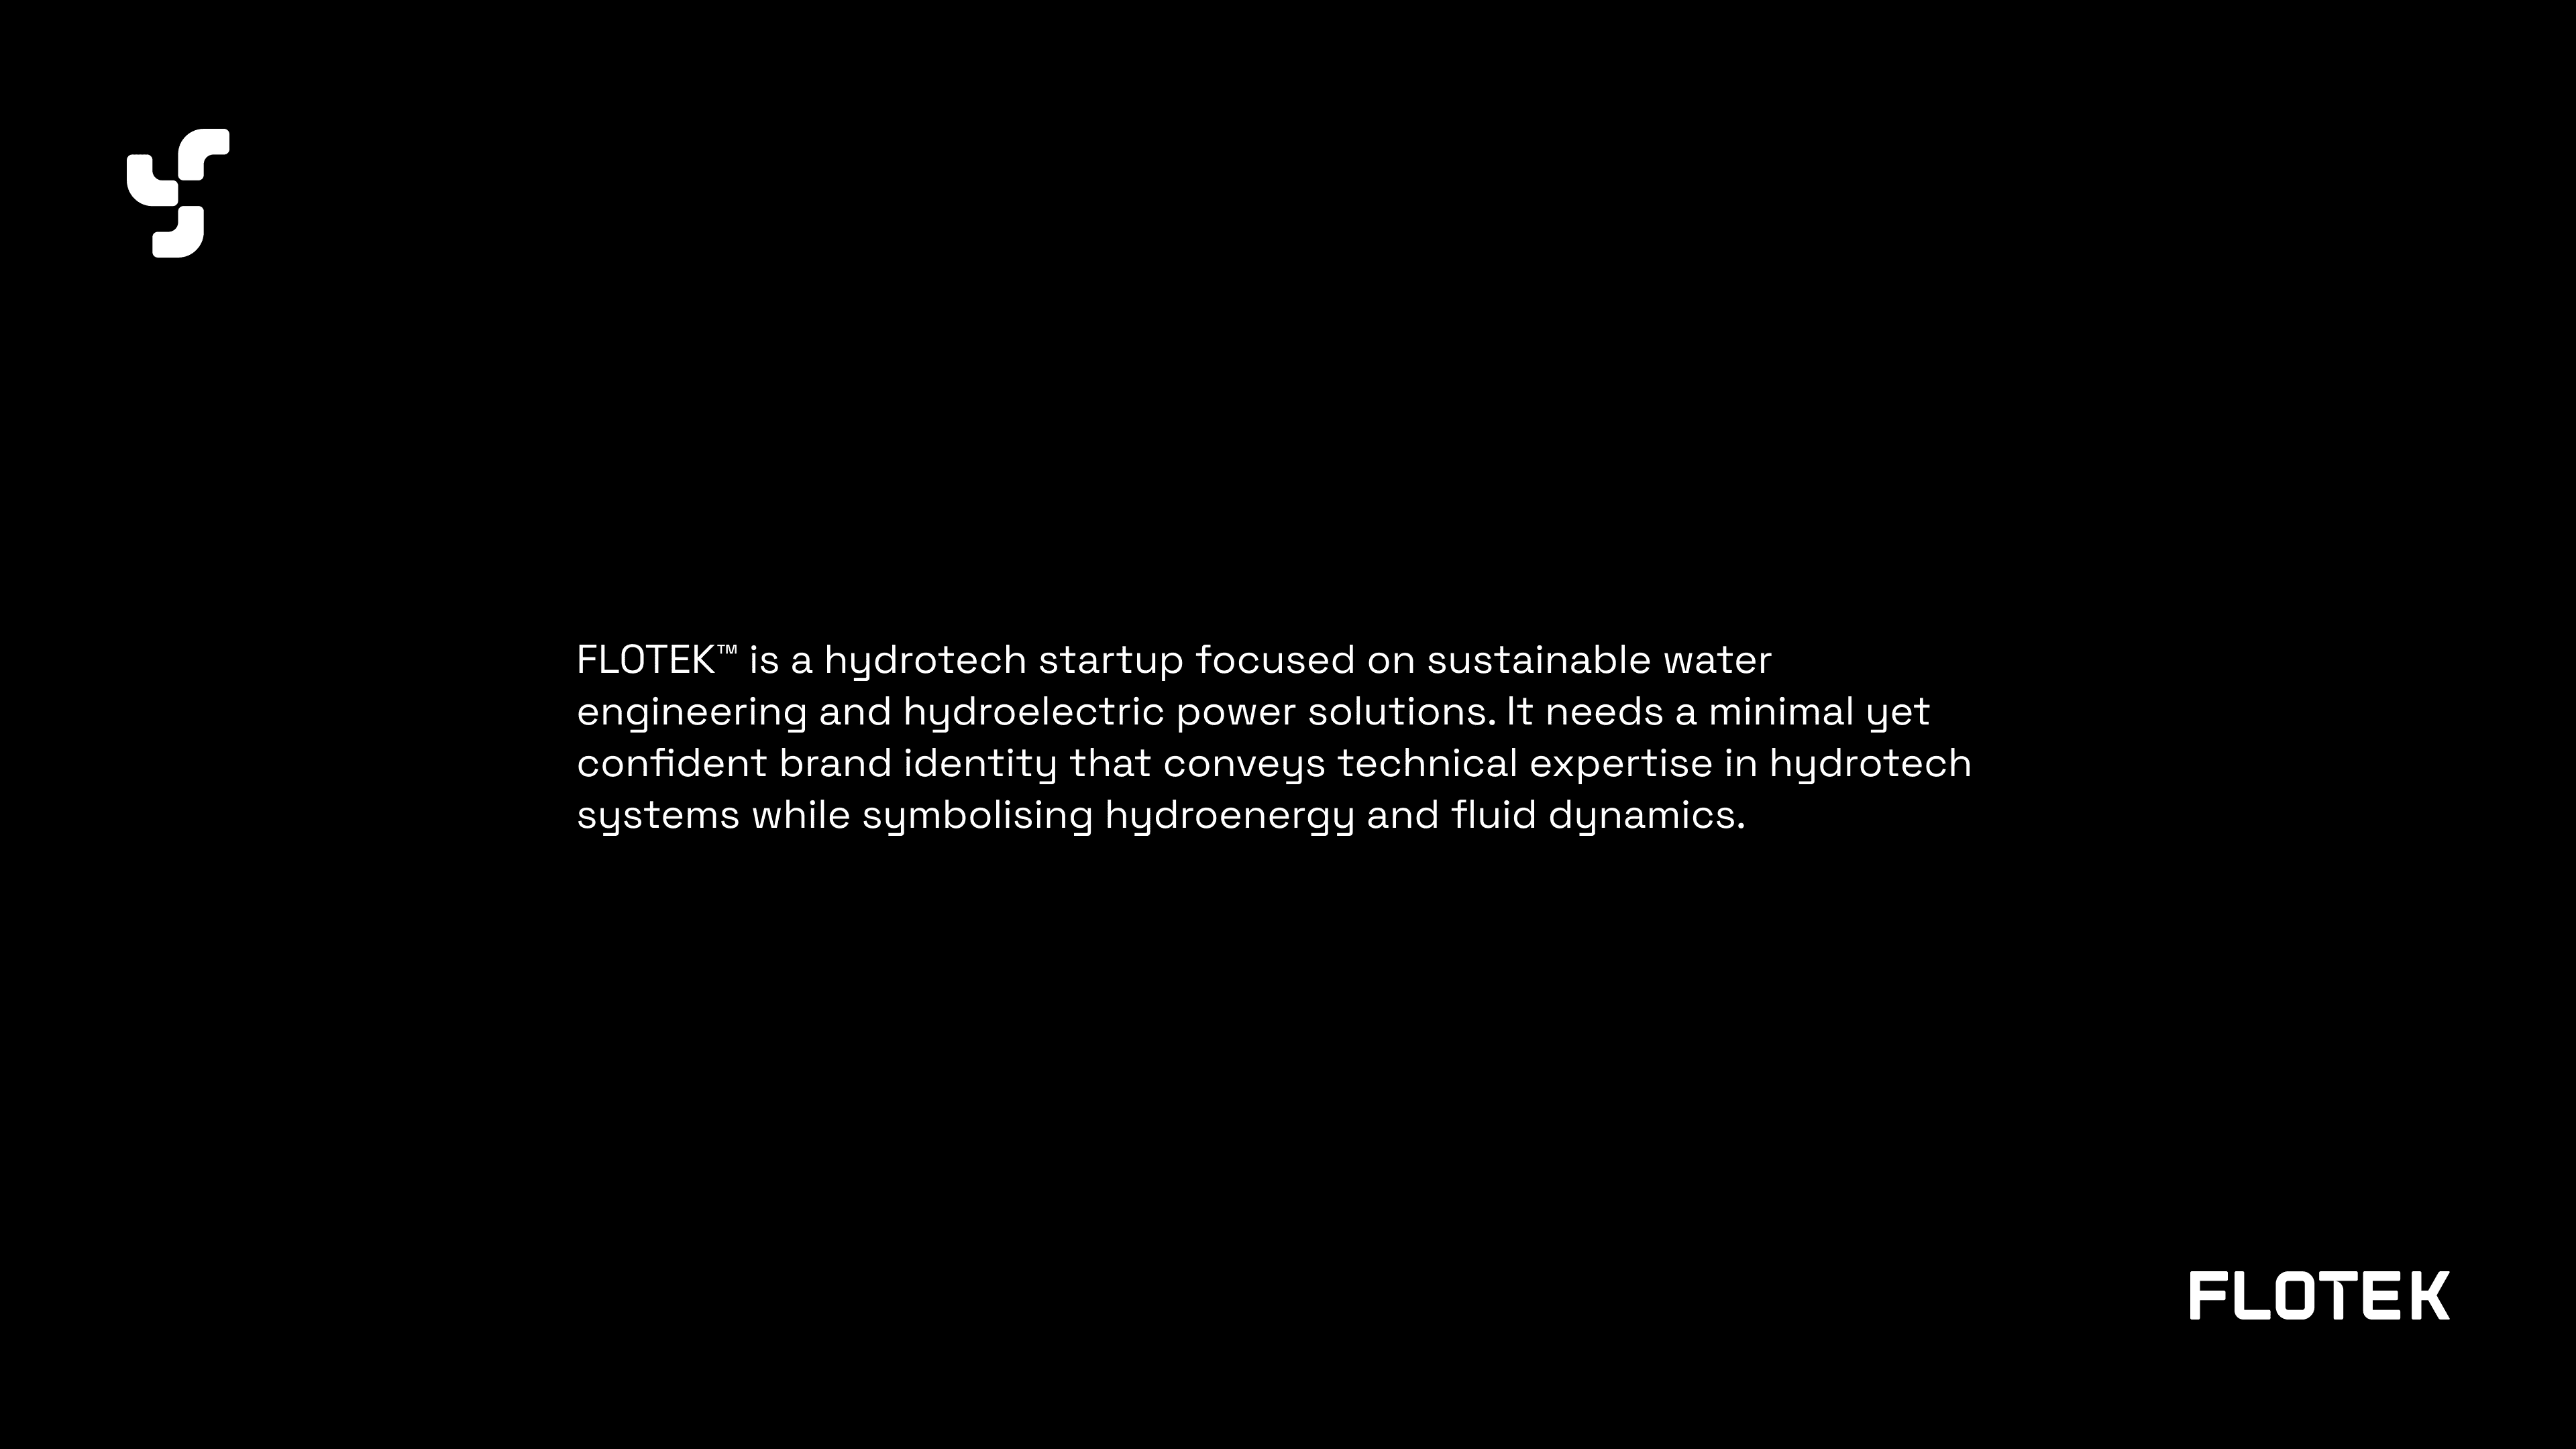 FLOTEK™ is a hydrotech startup focused on sustainable water
engineering and hydroelectric power solutions. It needs a minimal yet
confident brand identity that conveys technical expertise in hydrotech
systems while symbolising hydroenergy and fluid dynamics.
FLOTEK